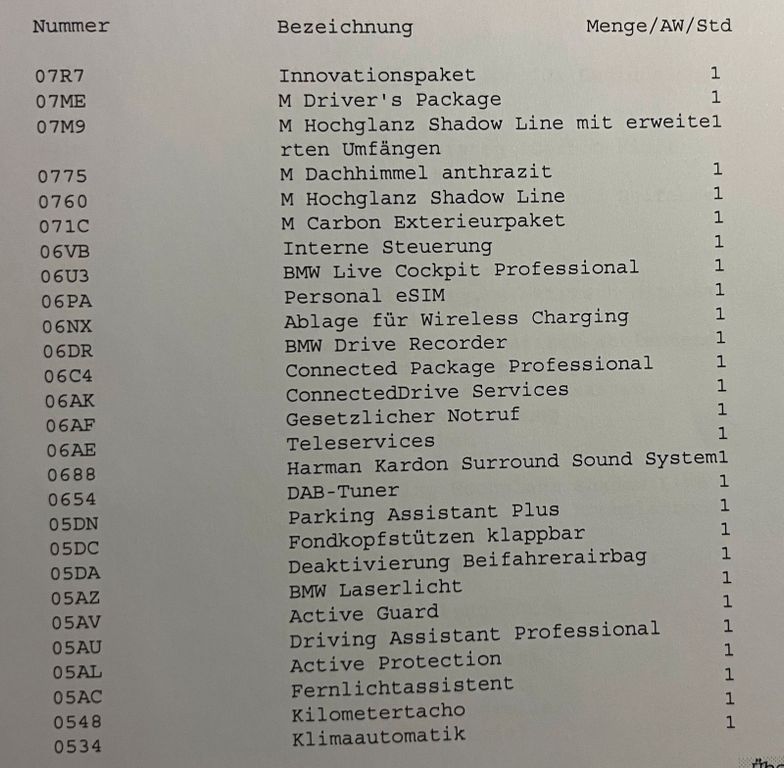 Nummer Bezeichnung Menge/AW/Std
07R7 Innovationspaket 1
07ME M Driver's Package 1
07M9 M Hochglanz Shadow Line mit erweite1
rten Umfängen
0775 M Dachhimmel anthrazit 1
0760 M Hochglanz Shadow Line 1
071C M Carbon Exterieurpaket 1
06VB Interne Steuerung 1
06U3 BMW Live Cockpit Professional 1
06PA Personal eSIM 1
06NX Ablage für Wireless Charging 1
06DR BMW Drive Recorder 1
06C4 Connected Package Professional 1
06AK ConnectedDrive Services 1
06AF Gesetzlicher Notruf 1
06AE Teleservices 1
0688 Harman Kardon Surround Sound System1
0654 DAB-Tuner 1
05DN Parking Assistant Plus 1
05DC Fondkopfstützen klappbar 1
05DA Deaktivierung Beifahrerairbag 1
05AZ BMW Laserlicht 1
05AV Active Guard 1
05AU Driving Assistant Professional 1
05AL Active Protection 1
05AC Fernlichtassistent 1
0548 Kilometertacho 1
0534 Klimaautomatik 1